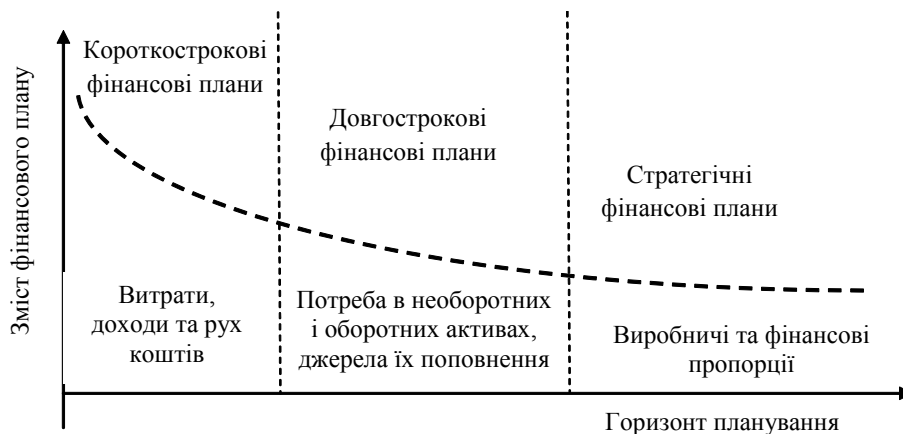 Короткострокові
фінансові плани
Довгострокові
фінансові плани
Стратегічні
фінансові плани
Зміст фінансового плану
Витрати,
доходи та рух
коштів
Потреба в необоротних
і оборотних активах,
джерела їх поповнення
Виробничі та фінансові
пропорції
Горизонт планування